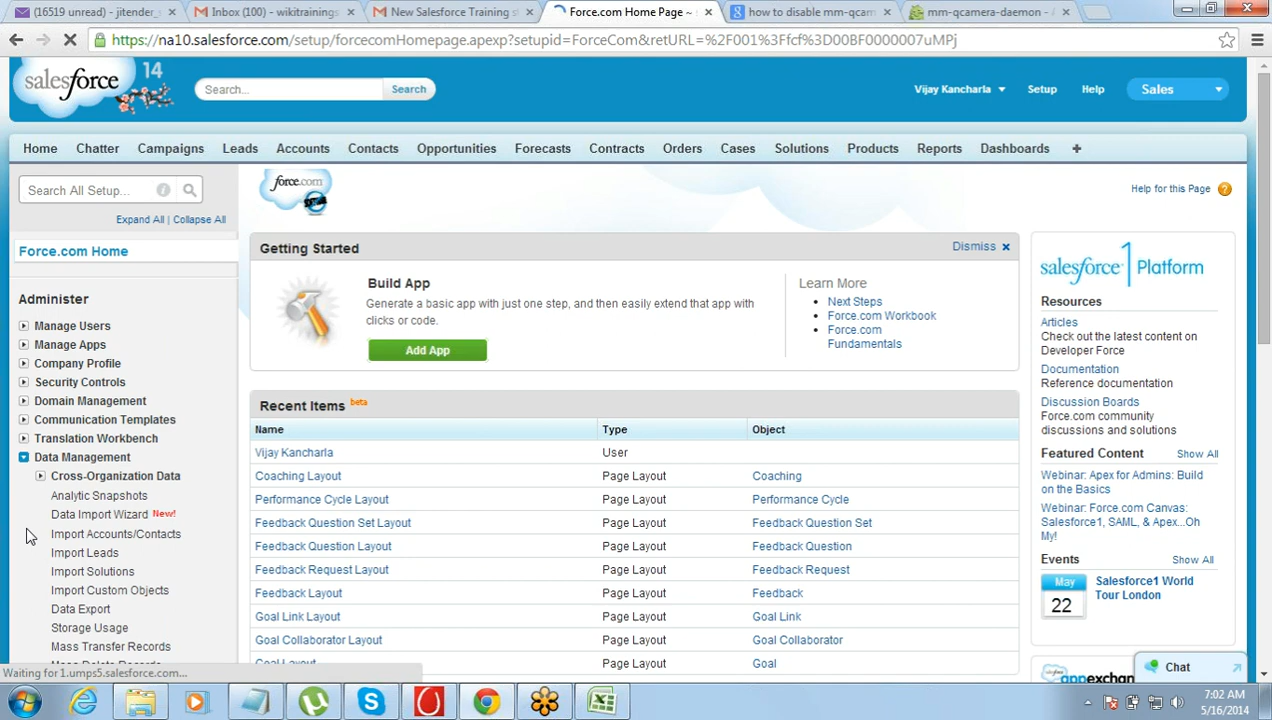 (16519 unread) - jitender_
Inbox (100) - wikitrainings
New Salesforce Training s
Force.com Home Page ~
how to disable mm-qcam
mm-qcamera-daemon - A
https://na10.salesforce.com/setup/forcecomHomepage.apexp?setupid=ForceCom&retURL=%2F001%3Ffcf%3D00BF0000007uMPj
salesforce
14
Search...
Search
Vijay Kancharla
Setup
Help
Sales
Home
Chatter
Campaigns
Leads
Accounts
Contacts
Opportunities
Forecasts
Contracts
Orders
Cases
Solutions
Products
Reports
Dashboards
+
Search All Setup...
Expand All | Collapse All
Force.com Home
Administer
Manage Users
Manage Apps
Company Profile
Security Controls
Domain Management
Communication Templates
Translation Workbench
Data Management
Cross-Organization Data
Analytic Snapshots
Data Import Wizard New!
Import Accounts/Contacts
Import Leads
Import Solutions
Import Custom Objects
Data Export
Storage Usage
Mass Transfer Records
Mass Delete Records
Waiting for 1.umps5.salesforce.com...
force.com
Help for this Page
Getting Started
Dismiss
Build App
Generate a basic app with just one step, and then easily extend that app with
clicks or code.
Add App
Learn More
• Next Steps
• Force.com Workbook
• Force.com
Fundamentals
Recent Items beta
Name Type Object
Vijay Kancharla User
Coaching Layout Page Layout Coaching
Performance Cycle Layout Page Layout Performance Cycle
Feedback Question Set Layout Page Layout Feedback Question Set
Feedback Question Layout Page Layout Feedback Question
Feedback Request Layout Page Layout Feedback Request
Feedback Layout Page Layout Feedback
Goal Link Layout Page Layout Goal Link
Goal Collaborator Layout Page Layout Goal Collaborator
Goal Layout Page Layout Goal
salesforce1 Platform
Resources
Articles
Check out the latest content on
Developer Force
Documentation
Reference documentation
Discussion Boards
Force.com community
discussions and solutions
Featured Content Show All
Webinar: Apex for Admins: Build
on the Basics
Webinar: Force.com Canvas:
Salesforce1, SAML, & Apex...Oh
My!
Events Show All
May
22
Salesforce1 World
Tour London
appexchan
Chat
7:02 AM
5/16/2014